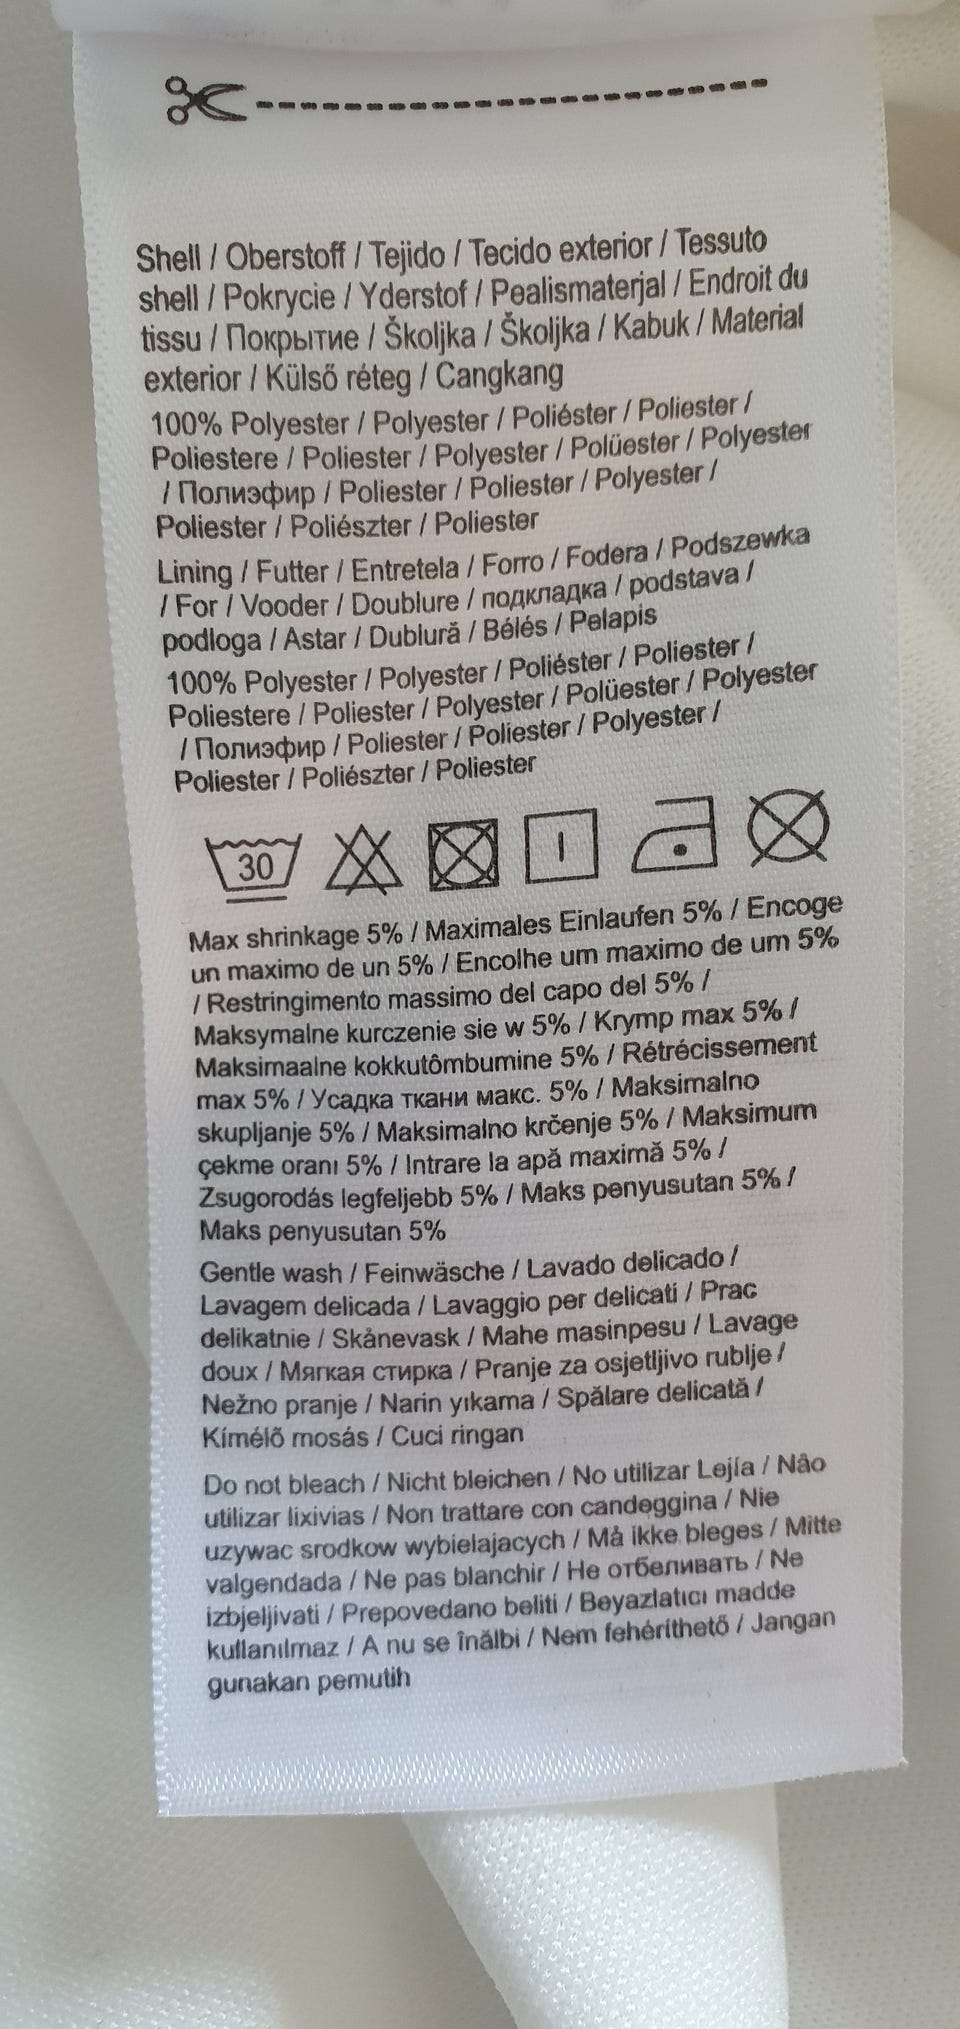 Shell / Oberstoff / Tejido / Tecido exterior / Tessuto
shell / Pokrycie / Yderstof / Pealismaterjal / Endroit du
tissu / Покрытие / Školjka / Školjka / Kabuk / Material
exterior / Külső réteg / Cangkang
100% Polyester / Polyester / Poliéster / Poliester /
Poliestere / Poliester / Polyester / Polüester / Polyester
/ Полиэфир / Poliester / Poliester / Polyester /
Poliester / Poliészter / Poliester
Lining / Futter / Entretela / Forro / Fodera / Podszewka
/ For / Vooder / Doublure / подкладка / podstava /
podloga / Astar / Dublură / Bélés / Pelapis
100% Polyester / Polyester / Poliéster / Poliester /
Poliestere / Poliester / Polyester / Polüester / Polyester
/ Полиэфир / Poliester / Poliester / Polyester /
Poliester / Poliészter / Poliester
30
Max shrinkage 5% / Maximales Einlaufen 5% / Encoge
un maximo de un 5% / Encolhe um maximo de um 5%
/ Restringimento massimo del capo del 5% /
Maksymalne kurczenie sie w 5% / Krymp max 5% /
Maksimaalne kokkutômbumine 5% / Rétrécissement
max 5% / Усадка ткани макс. 5% / Maksimalno
skupljanje 5% / Maksimalno krčenje 5% / Maksimum
çekme oranı 5% / Intrare la apă maximă 5% /
Zsugorodás legfeljebb 5% / Maks penyusutan 5% /
Maks penyusutan 5%
Gentle wash / Feinwäsche / Lavado delicado /
Lavagem delicada / Lavaggio per delicati / Prac
delikatnie / Skånevask / Mahe masinpesu / Lavage
doux / Мягкая стирка / Pranje za osjetljivo rublje /
Nežno pranje / Narin yıkama / Spălare delicată /
Kímélõ mosás / Cuci ringan
Do not bleach / Nicht bleichen / No utilizar Lejía / Não
utilizar lixivias / Non trattare con candeggina / Nie
uzywac srodkow wybielajacych / Må ikke bleges / Mitte
valgendada / Ne pas blanchir / Не отбеливать / Ne
izbjeljivati / Prepovedano beliti / Beyazlatıcı madde
kullanılmaz / A nu se înălbi / Nem fehéríthető / Jangan
gunakan pemutih